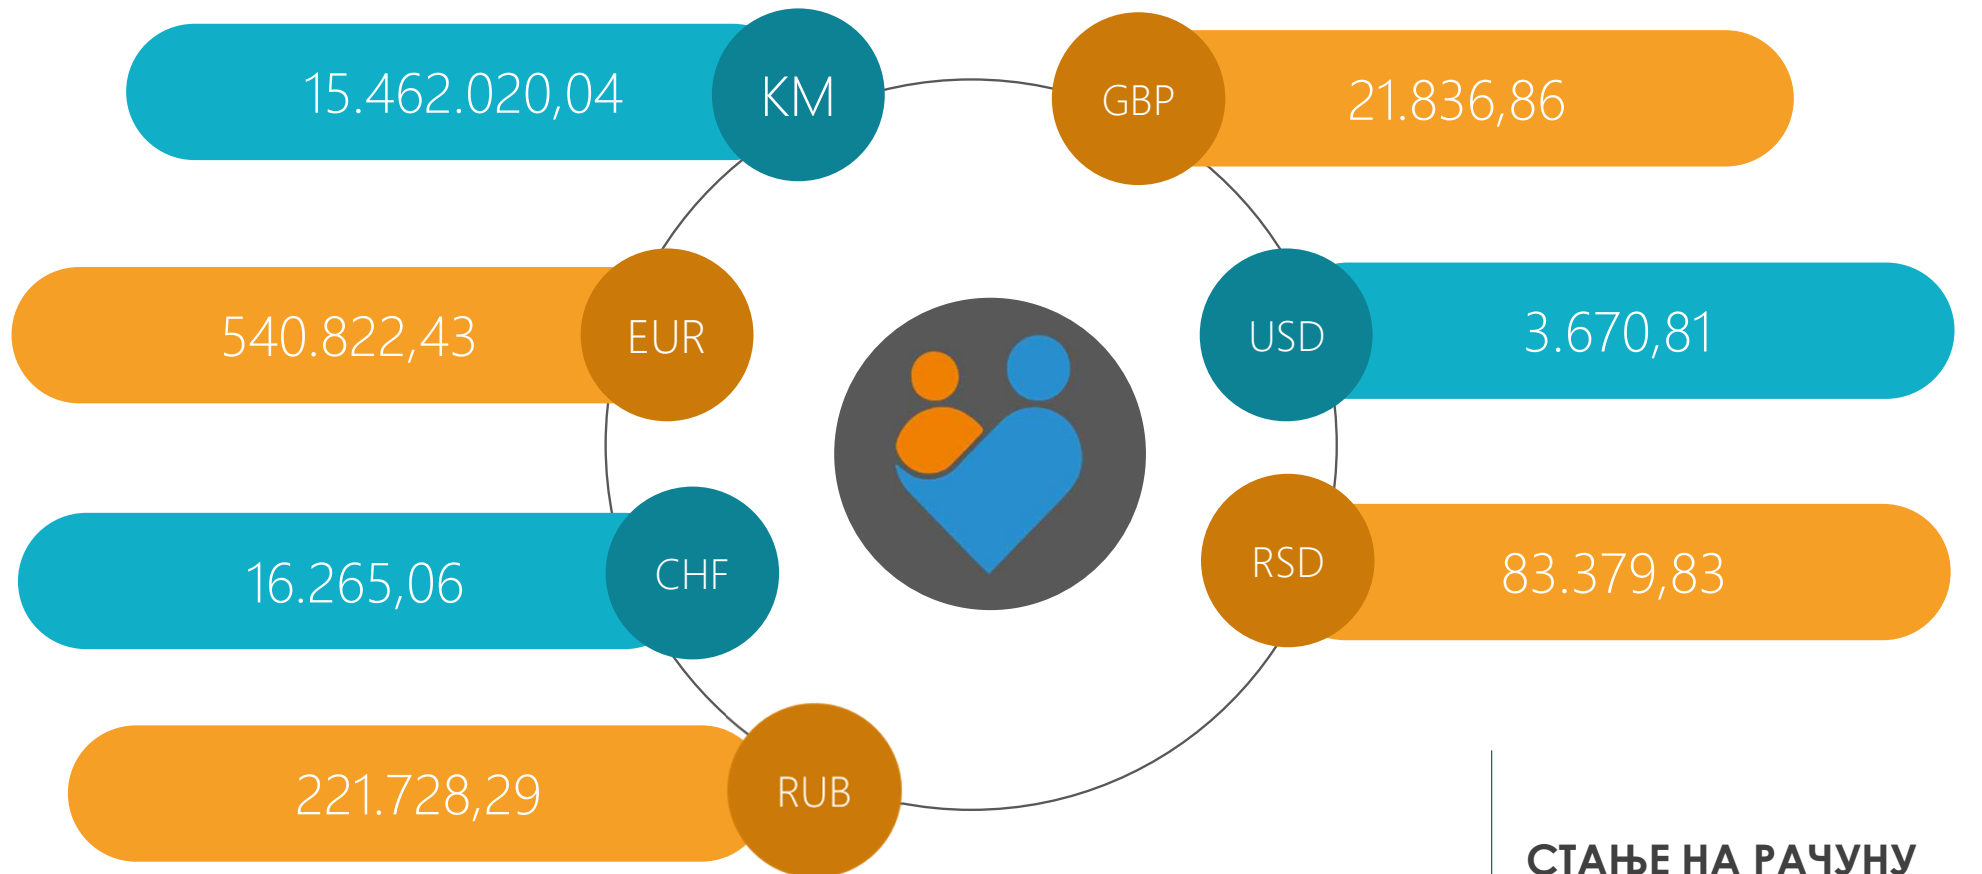 15.462.020,04 KM
GBP 21.836,86
540.822,43 EUR
USD 3.670,81
16.265,06 CHF
RSD 83.379,83
221.728,29 RUB
СТАЊЕ НА РАЧУНУ